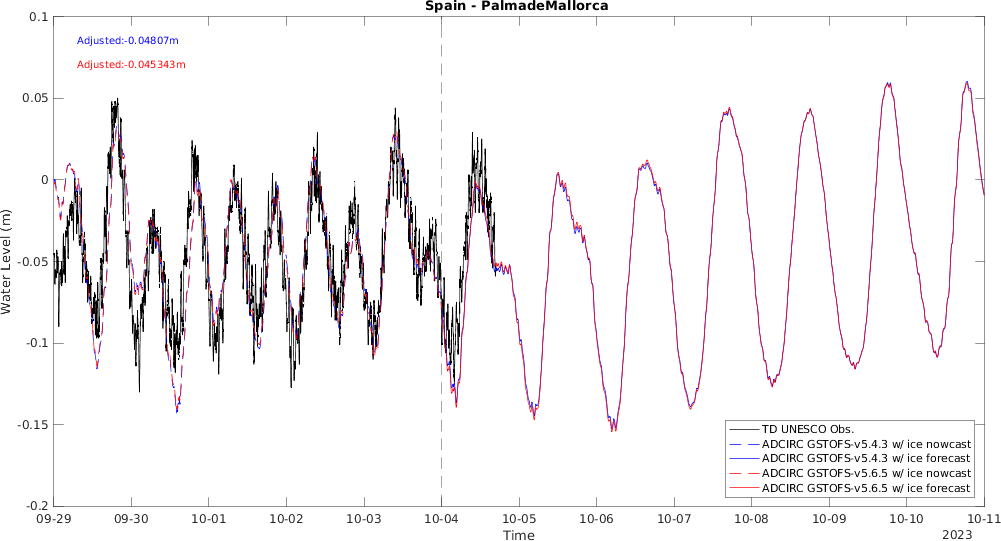 Spain - PalmadeMallorca
Adjusted:-0.04807m
Adjusted:-0.045343m
0.1
0.05
0
-0.05
-0.1
-0.15
-0.2
Water Level (m)
TD UNESCO Obs.
ADCIRC GSTOFS-v5.4.3 w/ ice nowcast
ADCIRC GSTOFS-v5.4.3 w/ ice forecast
ADCIRC GSTOFS-v5.6.5 w/ ice nowcast
ADCIRC GSTOFS-v5.6.5 w/ ice forecast
09-29 09-30 10-01 10-02 10-03 10-04 10-05 10-06 10-07 10-08 10-09 10-10 10-11
Time
2023